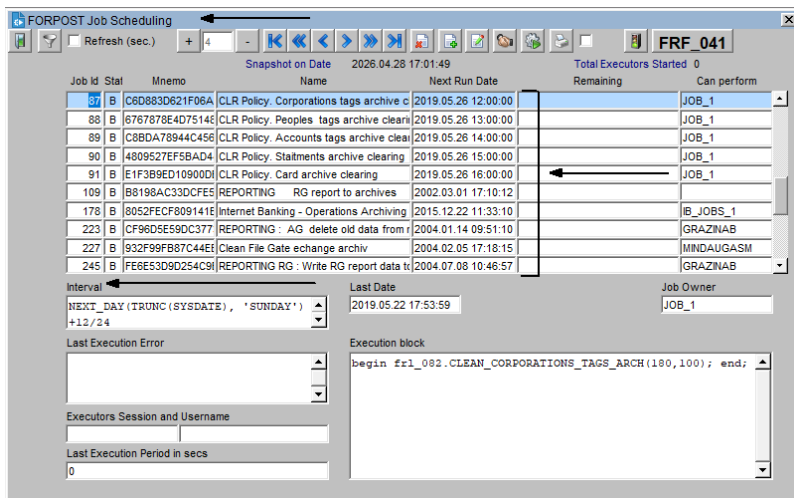 FORPOST Job Scheduling
Refresh (sec.) + 4 - FRF_041
Snapshot on Date 2026.04.28 17:01:49 Total Executors Started 0
Job Id Stat Mnemo Name Next Run Date Remaining Can perform
87 B C6D883D621F06A CLR Policy. Corporations tags archive c 2019.05.26 12:00:00 JOB_1
88 B 6767878E4D75148 CLR Policy. Peoples tags archive cleari 2019.05.26 13:00:00 JOB_1
89 B C8BDA78944C456 CLR Policy. Accounts tags archive clear 2019.05.26 14:00:00 JOB_1
90 B 4809527EF5BAD4 CLR Policy. Staitments archive clearing 2019.05.26 15:00:00 JOB_1
91 B E1F3B9ED10900D CLR Policy. Card archive clearing 2019.05.26 16:00:00 JOB_1
109 B B8198AC33DCFE5 REPORTING RG report to archives 2002.03.01 17:10:12
178 B 8052FECF809141E Internet Banking - Operations Archiving 2015.12.22 11:33:10 IB_JOBS_1
223 B CF96D5E59DC377 REPORTING : AG delete old data from r 2004.01.14 09:51:10 GRAZINAB
227 B 932F99FB87C44EE Clean File Gate echange archiv 2004.02.05 17:18:15 MINDAUGASM
245 B FE6E53D9D254C9 REPORTING RG : Write RG report data to 2004.07.08 10:46:57 GRAZINAB
Interval Last Date Job Owner
NEXT_DAY(TRUNC(SYSDATE), 'SUNDAY') 2019.05.22 17:53:59 JOB_1
+12/24
Last Execution Error Execution block
begin frl_082.CLEAN_CORPORATIONS_TAGS_ARCH(180,100); end;
Executors Session and Username
Last Execution Period in secs
0